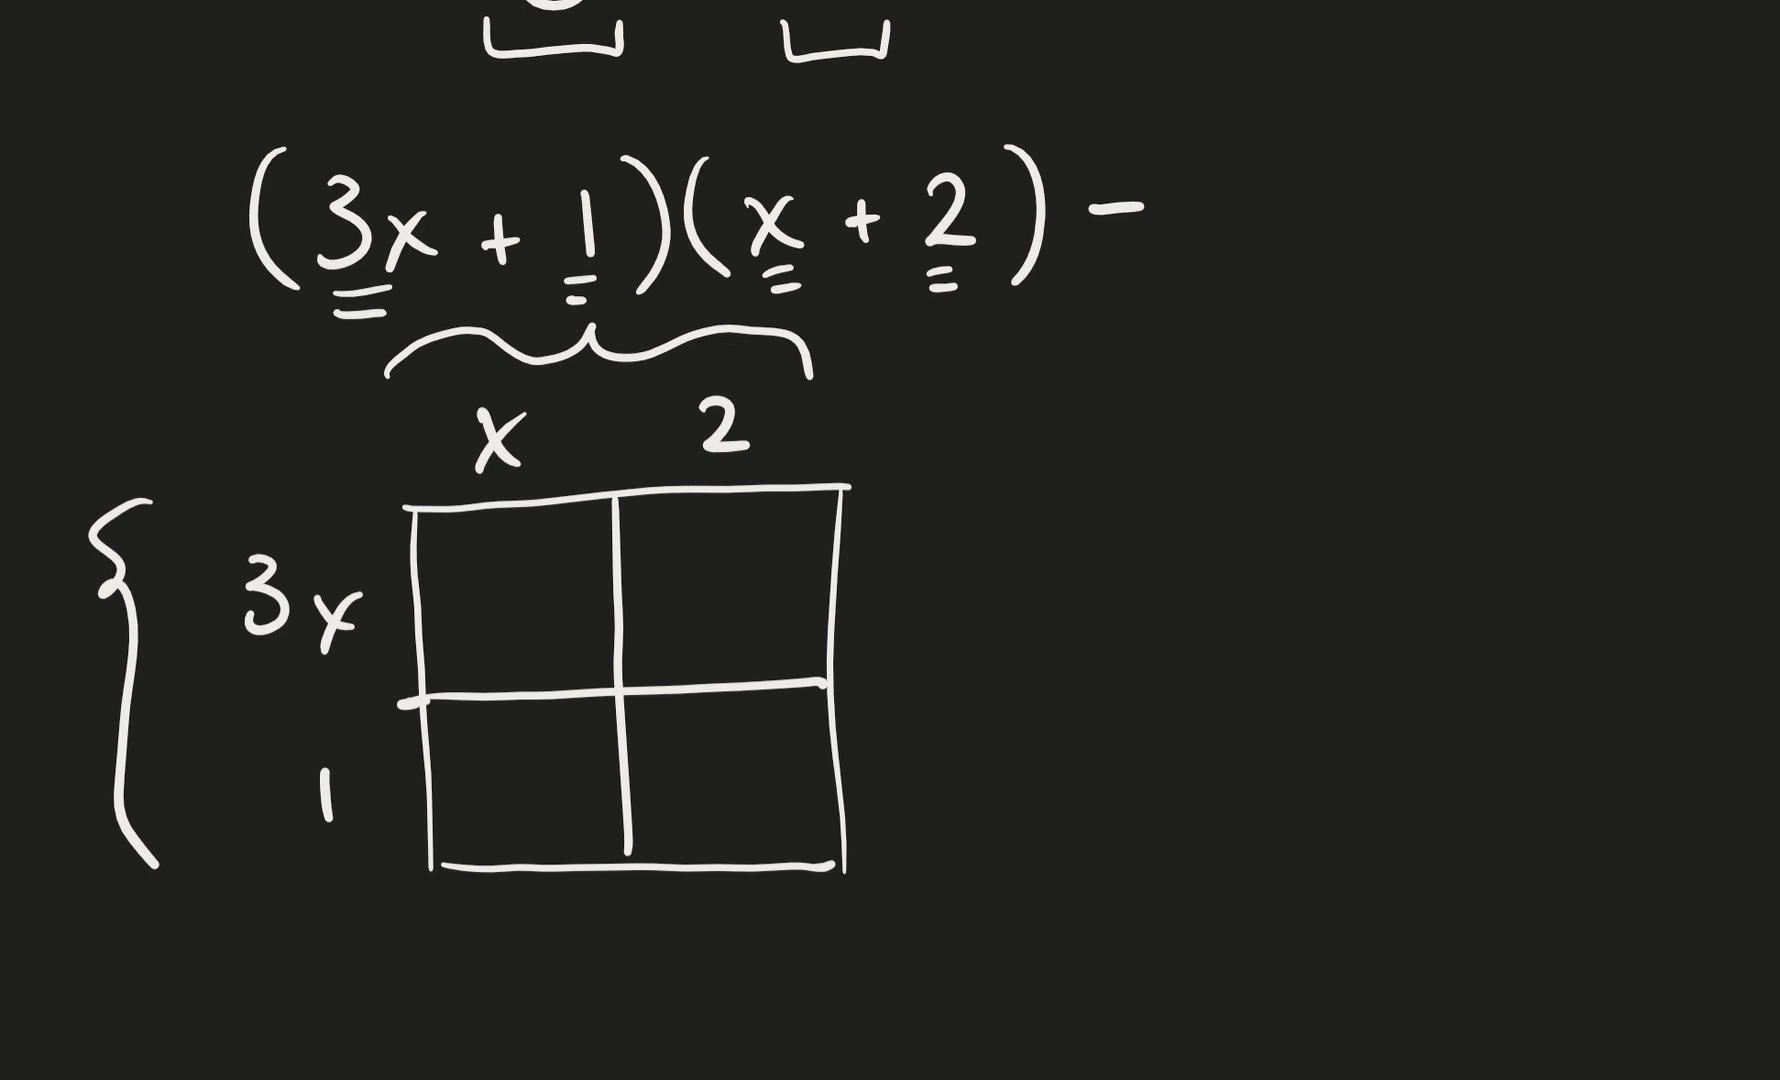 (3x + 1)(x + 2) -
x 2
3x
1